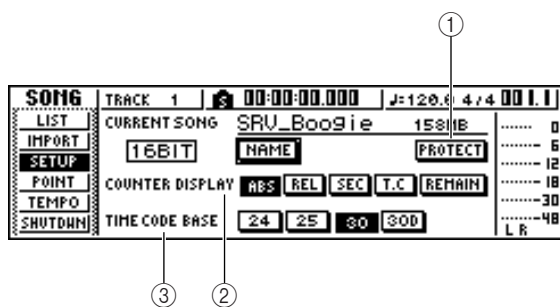 ①
SONG TRACK 1 S 00:00:00.000 ♩=120.0 4/4 001.1
LIST CURRENT SONG SRV_Boogie 158MB 0
IMPORT 16BIT NAME PROTECT 6
SETUP 12
POINT COUNTER DISPLAY ABS REL SEC T.C REMAIN 18
TEMPO 30
SHUTDWN TIME CODE BASE 24 25 30 30D 48
L R
③ ②